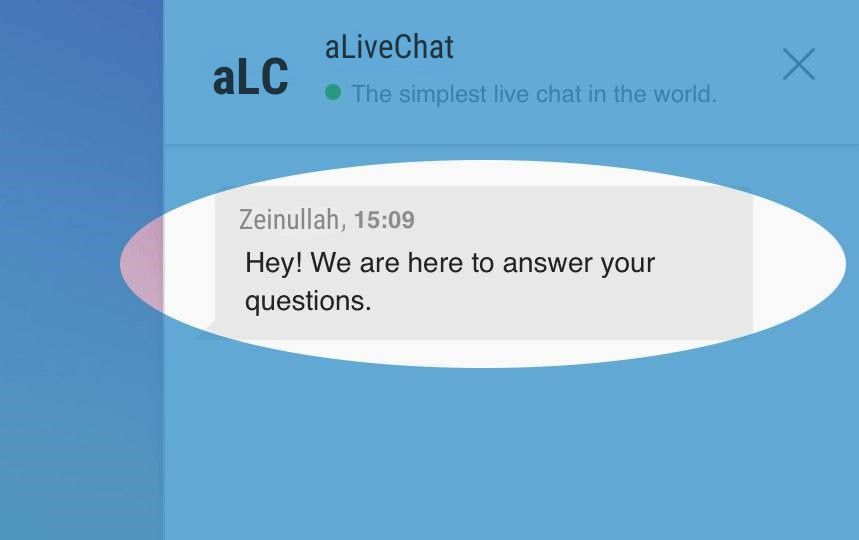 aLC
aLiveChat
The simplest live chat in the world.
Zeinullah, 15:09
Hey! We are here to answer your
questions.